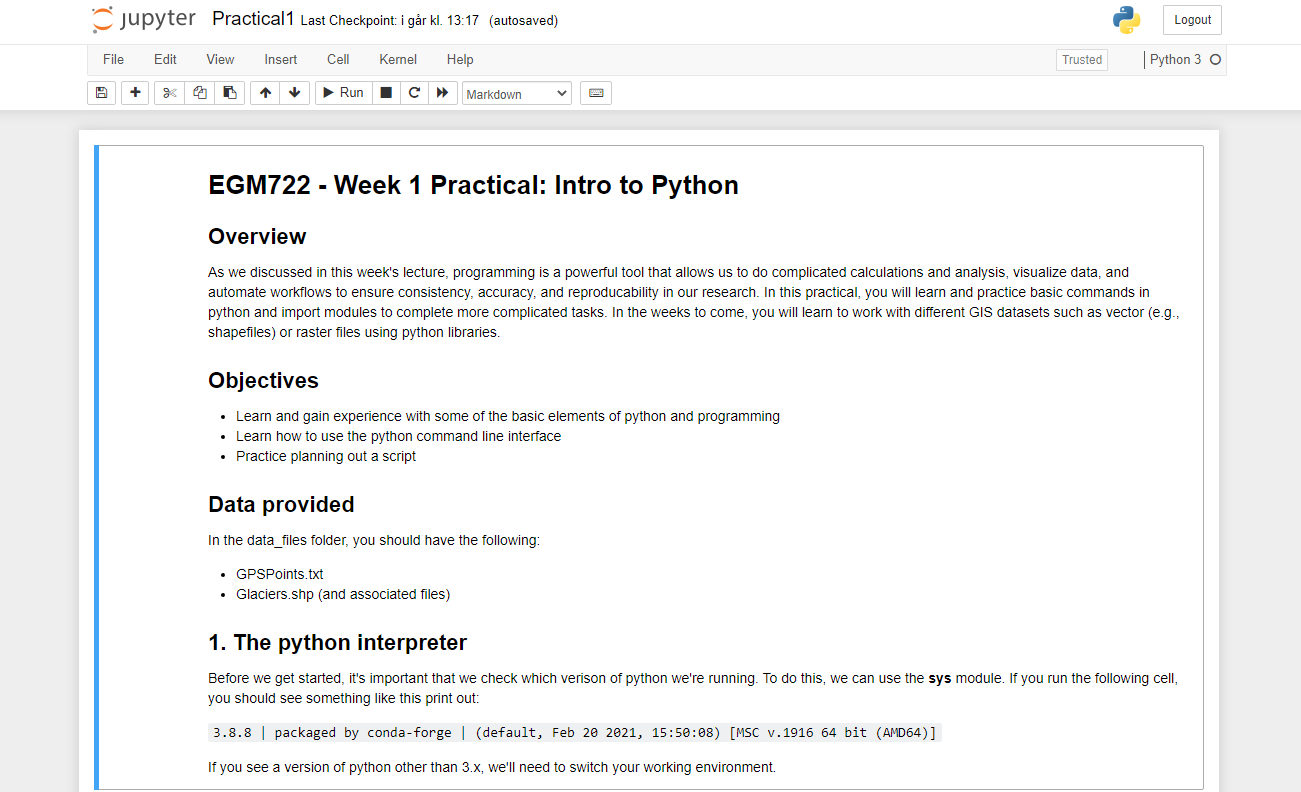 jupyter Practical1 Last Checkpoint: i går kl. 13:17 (autosaved) Logout
File Edit View Insert Cell Kernel Help Trusted Python 3
Run Markdown
EGM722 - Week 1 Practical: Intro to Python
Overview
As we discussed in this week's lecture, programming is a powerful tool that allows us to do complicated calculations and analysis, visualize data, and
automate workflows to ensure consistency, accuracy, and reproducability in our research. In this practical, you will learn and practice basic commands in
python and import modules to complete more complicated tasks. In the weeks to come, you will learn to work with different GIS datasets such as vector (e.g.,
shapefiles) or raster files using python libraries.
Objectives
• Learn and gain experience with some of the basic elements of python and programming
• Learn how to use the python command line interface
• Practice planning out a script
Data provided
In the data_files folder, you should have the following:
• GPSPoints.txt
• Glaciers.shp (and associated files)
1. The python interpreter
Before we get started, it's important that we check which verison of python we're running. To do this, we can use the sys module. If you run the following cell,
you should see something like this print out:
3.8.8 | packaged by conda-forge | (default, Feb 20 2021, 15:50:08) [MSC v.1916 64 bit (AMD64)]
If you see a version of python other than 3.x, we'll need to switch your working environment.